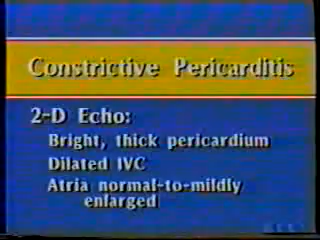 Constrictive Pericarditis
2-D Echo:
Bright, thick pericardium
Dilated IVC
Atria normal-to-mildly
enlarged